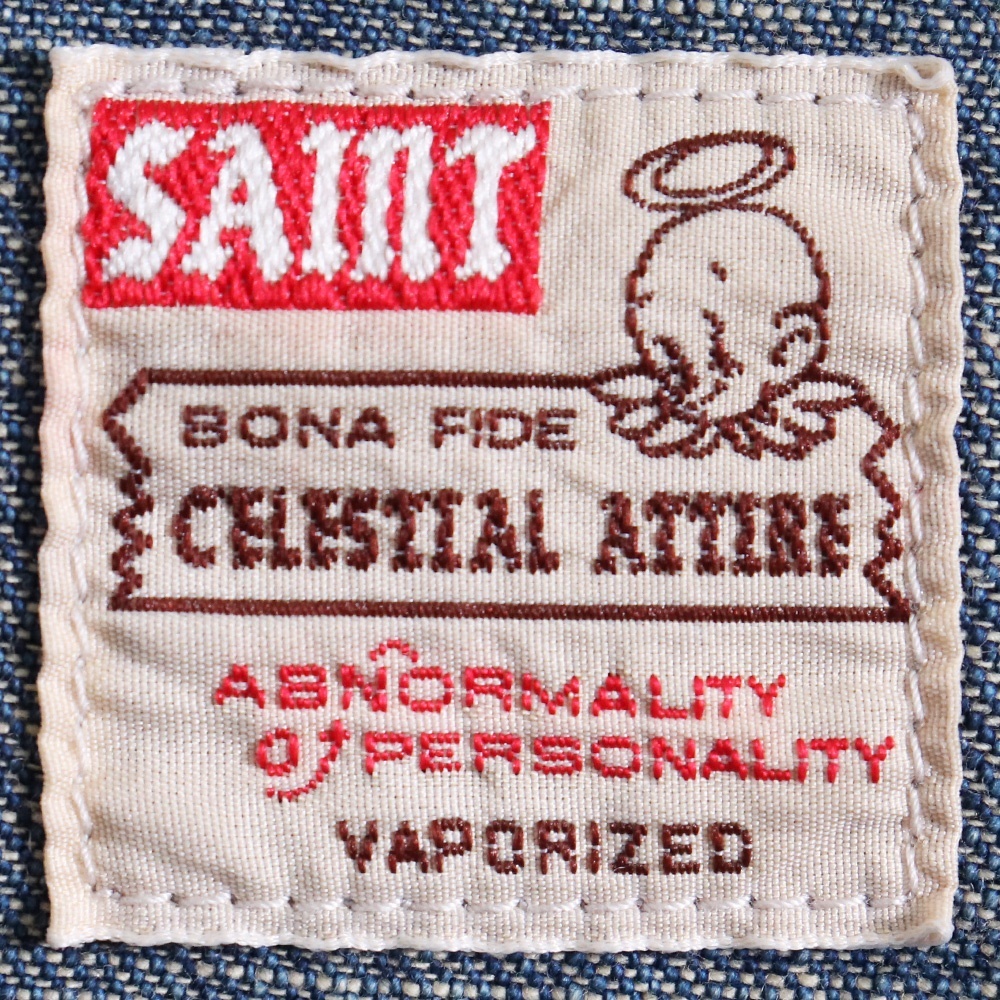 SAINT
BONA FIDE
CELESTIAL ATTIRE
ABNORMALITY
of PERSONALITY
VAPORIZED